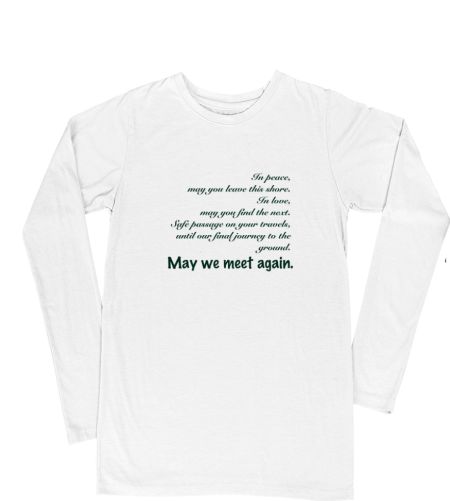 In peace,
may you leave this shore.
In love,
may you find the next.
Safe passage on your travels,
until our final journey to the
ground.
May we meet again.